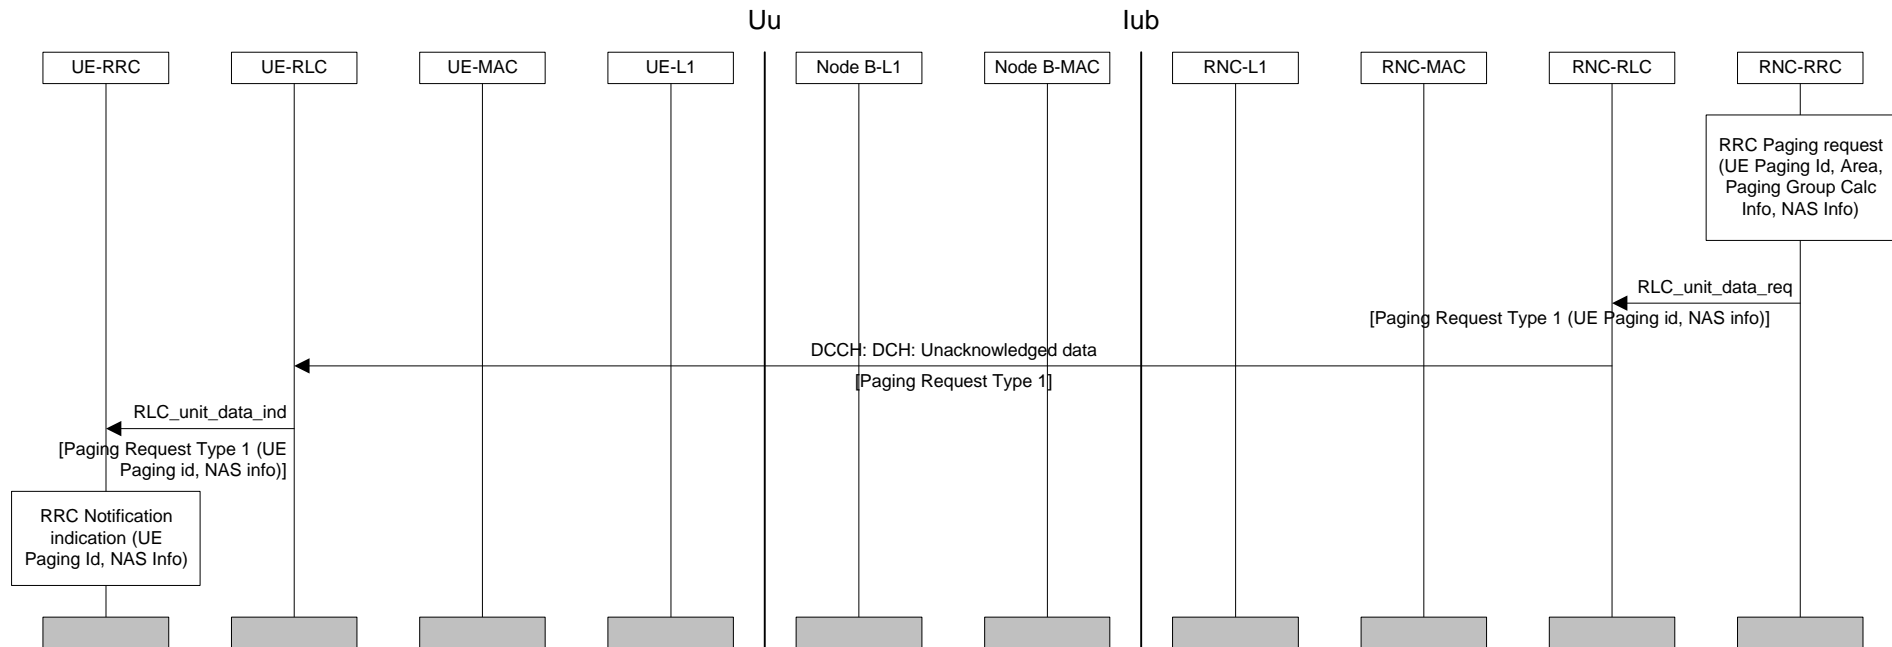 Uu
Iub
UE-RRC
UE-RLC
UE-MAC
UE-L1
Node B-L1
Node B-MAC
RNC-L1
RNC-MAC
RNC-RLC
RNC-RRC
RRC Paging request
(UE Paging Id, Area,
Paging Group Calc
Info, NAS Info)
RLC_unit_data_req
[Paging Request Type 1 (UE Paging id, NAS info)]
DCCH: DCH: Unacknowledged data
[Paging Request Type 1]
RLC_unit_data_ind
[Paging Request Type 1 (UE
Paging id, NAS info)]
RRC Notification
indication (UE
Paging Id, NAS Info)